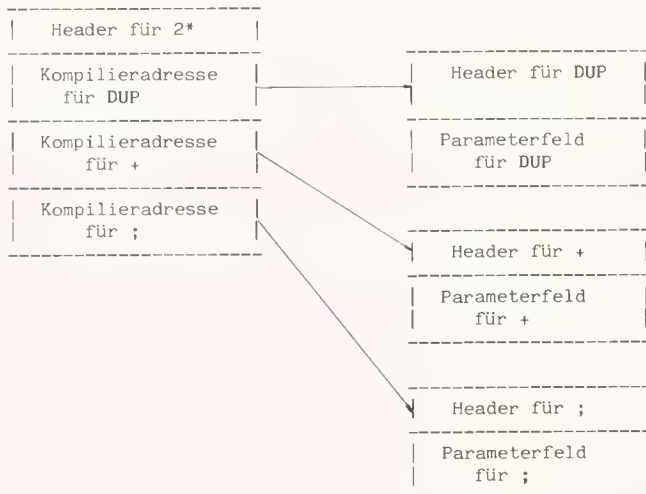 Header für 2*
Kompilieradresse
für DUP
Kompilieradresse
für +
Kompilieradresse
für ;
Header für DUP
Parameterfeld
für DUP
Header für +
Parameterfeld
für +
Header für ;
Parameterfeld
für ;